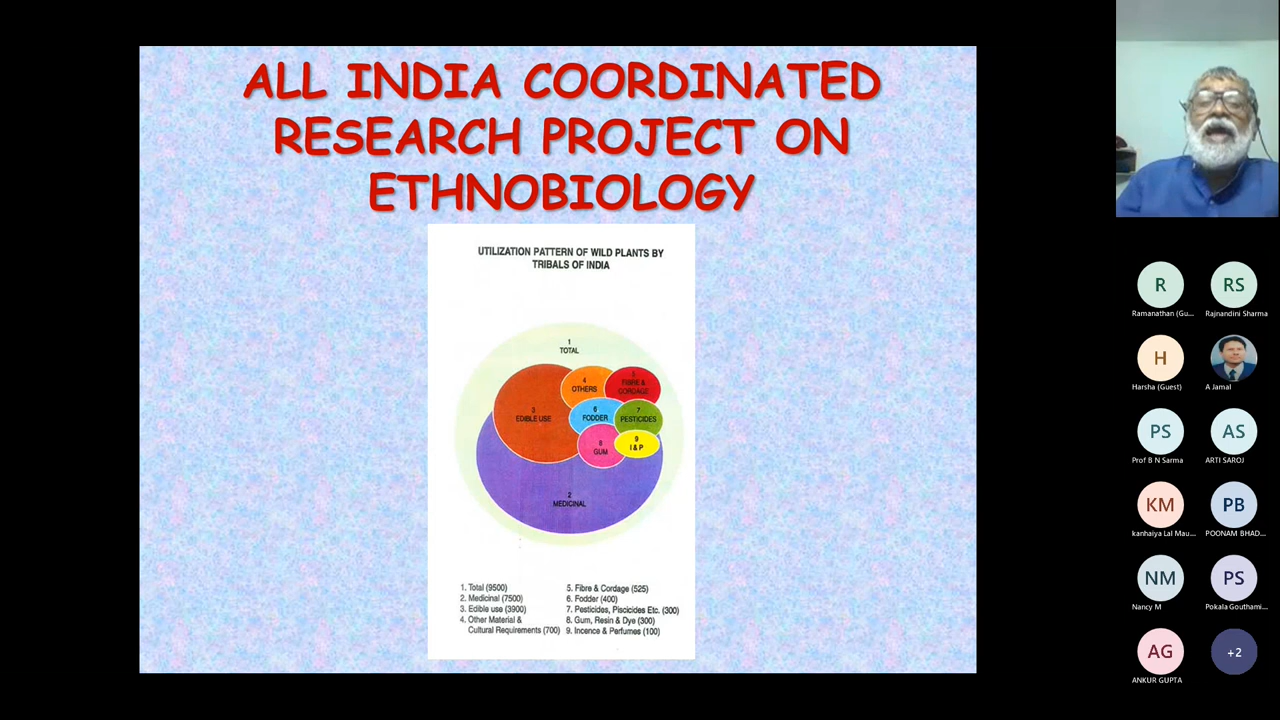 ALL INDIA COORDINATED
RESEARCH PROJECT ON
ETHNOBIOLOGY
UTILIZATION PATTERN OF WILD PLANTS BY
TRIBALS OF INDIA
1
TOTAL
4
OTHERS
5
FRIBE &
CORDAGE
3
EDIBLE USE
6
FODDER
7
PESTICIDES
8
GUM
9
I & P
2
MEDICINAL
1. Total (9500)
2. Medicinal (7500)
3. Edible use (3900)
4. Other Material &
Cultural Requirements (700)
5. Fibre & Cordage (525)
6. Fodder (400)
7. Pesticides, Piscicides Etc. (300)
8. Gum, Resin & Dye (300)
9. Incence & Perfumes (100)
R
Ramanathan (Gu...
RS
Rajnandini Sharma
H
Harsha (Guest)
A Jamal
PS
Prof B N Sarma
AS
ARTI SAROJ
KM
kanhaiya Lal Mau...
PB
POONAM BHAD...
NM
Nancy M
PS
Pokala Gouthami...
AG
ANKUR GUPTA
+2